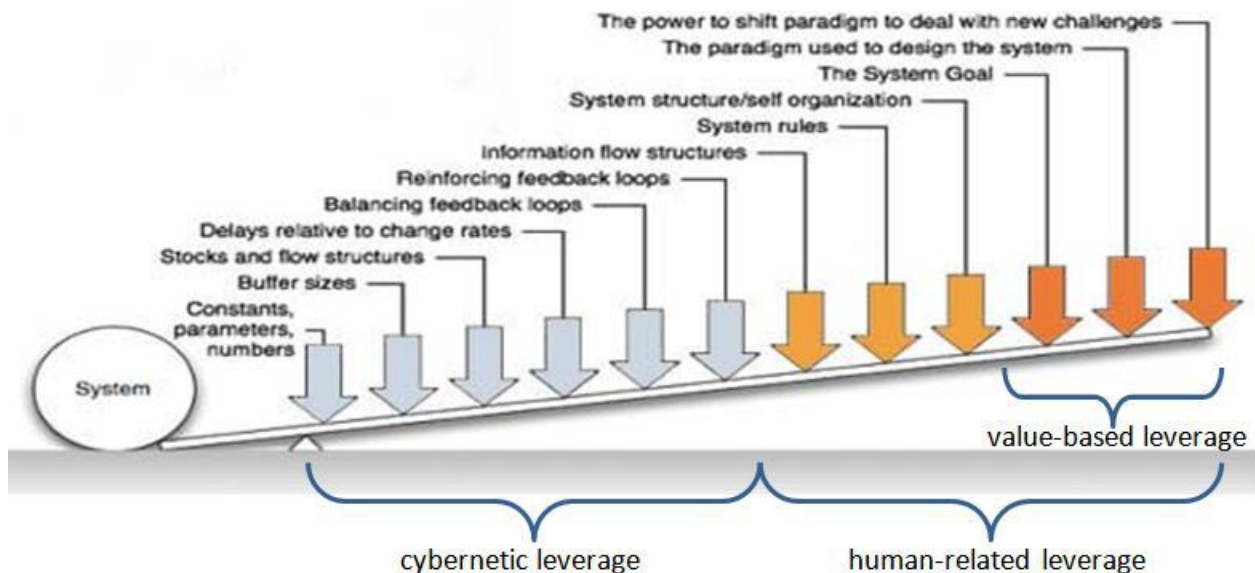 The power to shift paradigm to deal with new challenges
The paradigm used to design the system
The System Goal
System structure/self organization
System rules
Information flow structures
Reinforcing feedback loops
Balancing feedback loops
Delays relative to change rates
Stocks and flow structures
Buffer sizes
Constants,
parameters,
numbers
System
value-based leverage
cybernetic leverage
human-related leverage